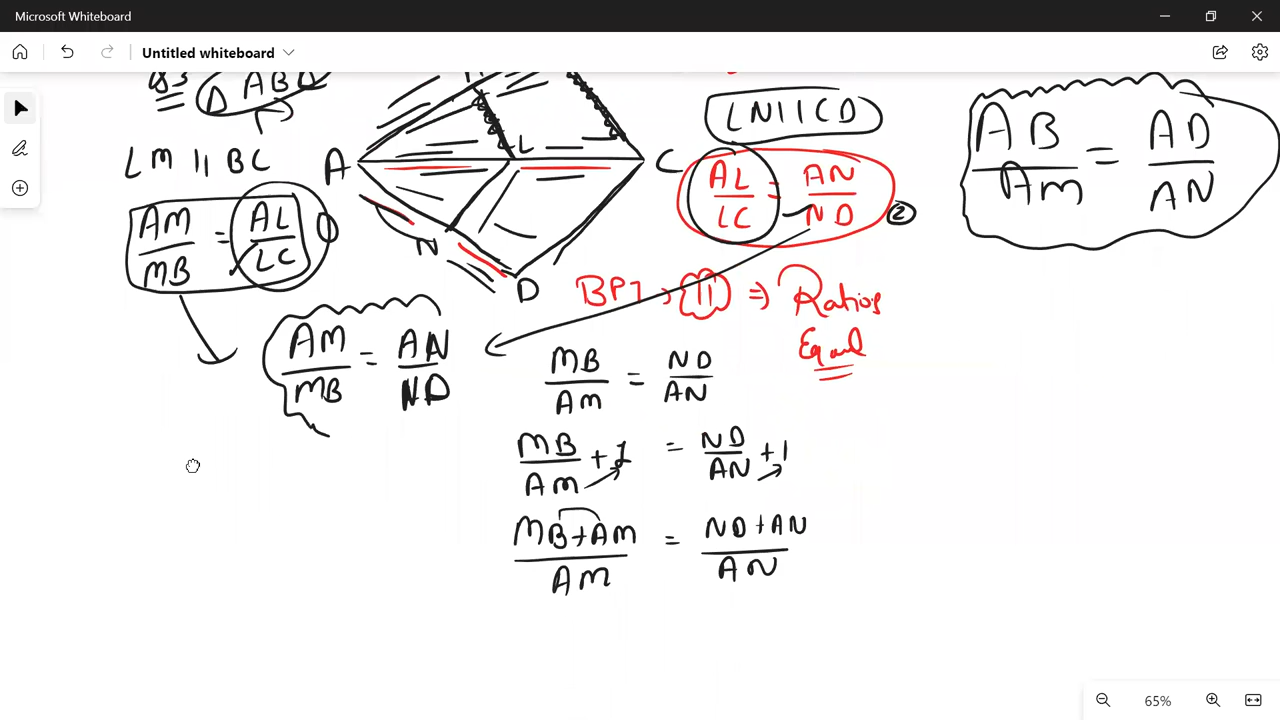 Microsoft Whiteboard
Untitled whiteboard
Q3
Δ ABD
LM || BC
AM/MB = AL/LC ①
A
L
C
N
D
LN || CD
AL/LC = AN/ND ②
AB/AM = AD/AN
BPT → || ⇒ Ratios
Equal
AM/MB = AN/ND
MB/AM = ND/AN
MB/AM + 1 = ND/AN + 1
MB+AM/AM = ND+AN/AN
65%